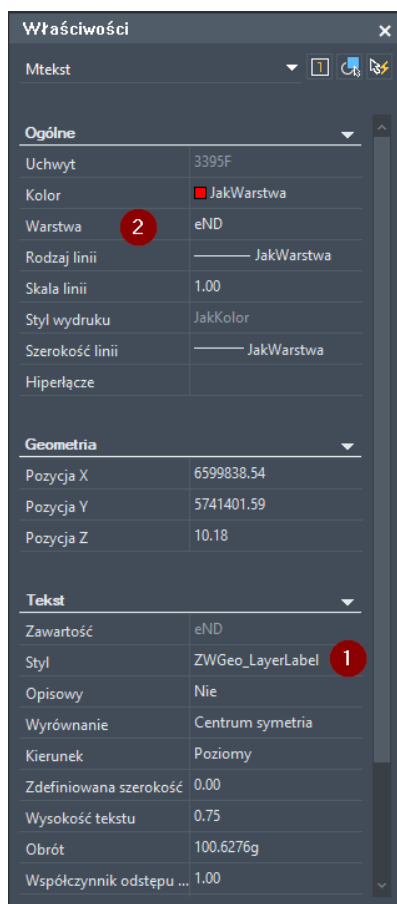 Właściwości
Mtekst
Ogólne
Uchwyt 3395F
Kolor JakWarstwa
Warstwa 2 eND
Rodzaj linii JakWarstwa
Skala linii 1.00
Styl wydruku JakKolor
Szerokość linii JakWarstwa
Hiperłącze
Geometria
Pozycja X 6599838.54
Pozycja Y 5741401.59
Pozycja Z 10.18
Tekst
Zawartość eND
Styl ZWGeo_LayerLabel 1
Opisowy Nie
Wyrównanie Centrum symetria
Kierunek Poziomy
Zdefiniowana szerokość 0.00
Wysokość tekstu 0.75
Obrót 100.6276g
Współczynnik odstępu ... 1.00